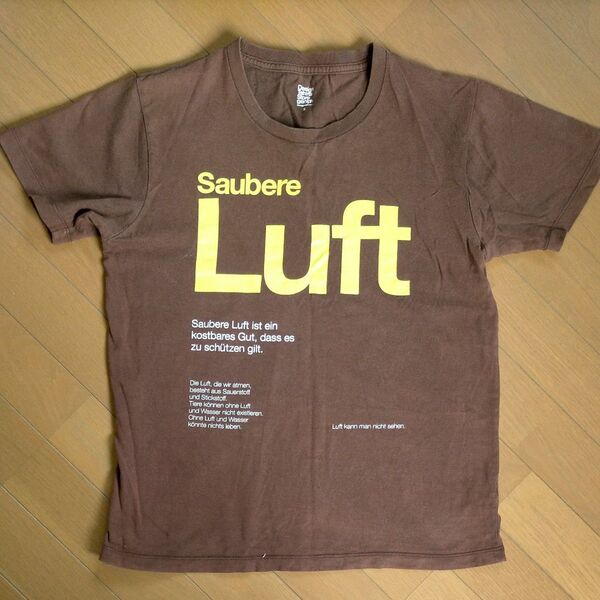 Saubere
Luft
Saubere Luft ist ein
kostbares Gut, dass es
zu schützen gilt.
Die Luft, die wir atmen,
besteht aus Sauerstoff
und Stickstoff.
Tiere können ohne Luft
und Wasser nicht existieren.
Ohne Luft und Wasser
könnte nichts leben.
Luft kann man nicht sehen.